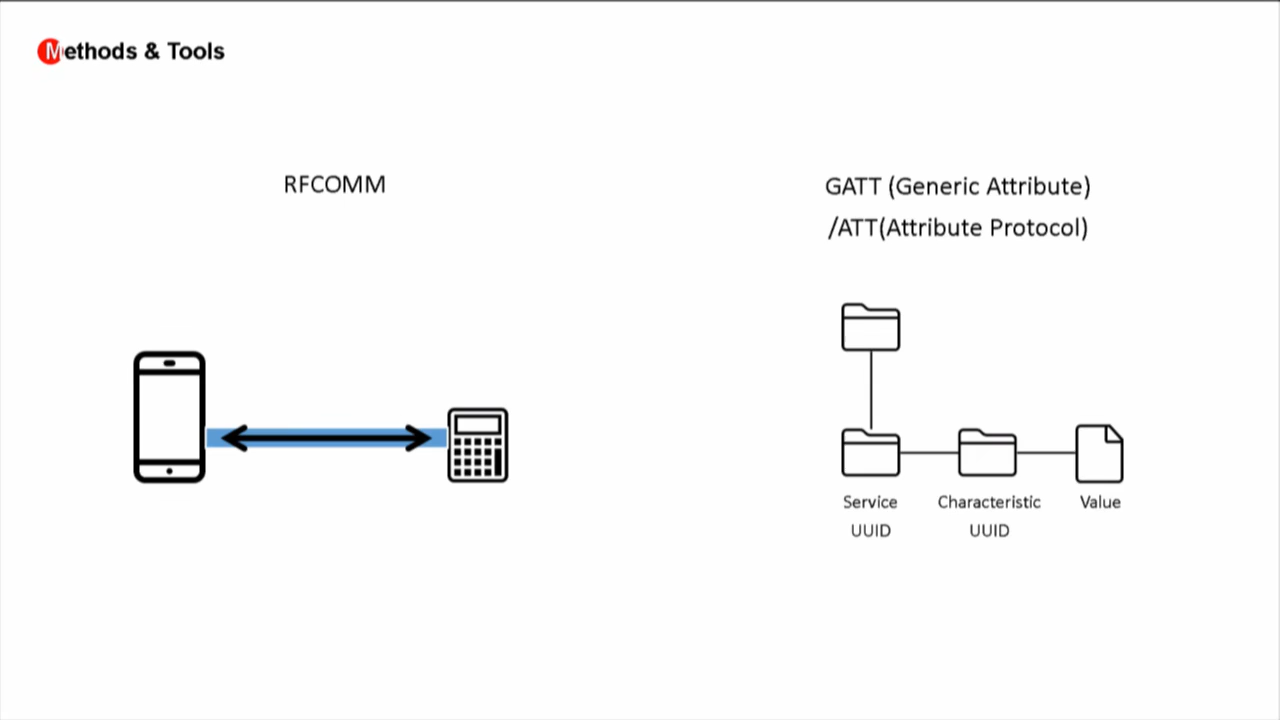 Methods & Tools
RFCOMM
GATT (Generic Attribute)
/ATT(Attribute Protocol)
Service
UUID
Characteristic
UUID
Value